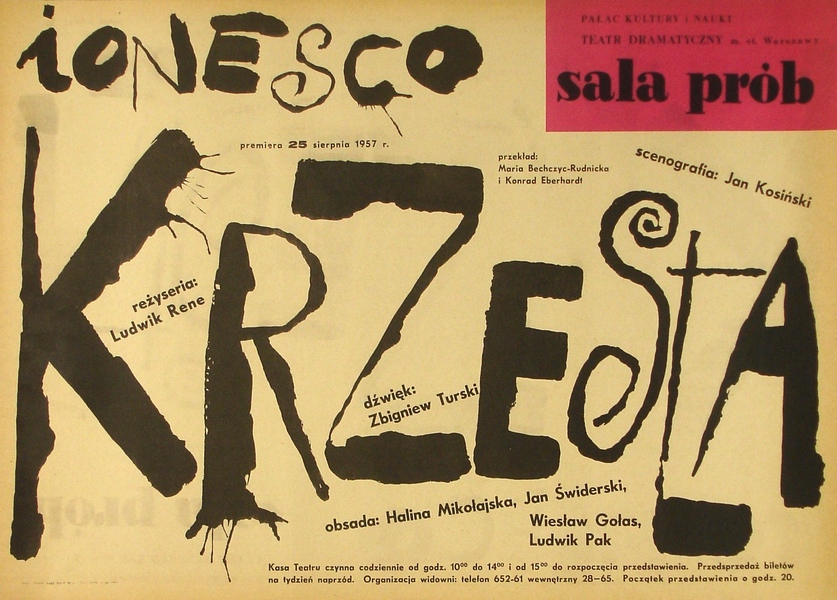 iONESCO
PAŁAC KULTURY i NAUKI
TEATR DRAMATYCZNY m. st. Warszawy
sala prób
premiera 25 sierpnia 1957 r.
przekład:
Maria Bechczyc-Rudnicka
i Konrad Eberhardt
scenografia: Jan Kosiński
KRZESŁA
reżyseria:
Ludwik Rene
dźwięk:
Zbigniew Turski
obsada: Halina Mikołajska, Jan Świderski,
Wiesław Gołas,
Ludwik Pak
Kasa Teatru czynna codziennie od godz. 10⁰⁰ do 14⁰⁰ i od 15⁰⁰ do rozpoczęcia przedstawienia. Przedsprzedaż biletów
na tydzień naprzód. Organizacja widowni: telefon 652-61 wewnętrzny 28-65. Początek przedstawienia o godz. 20.